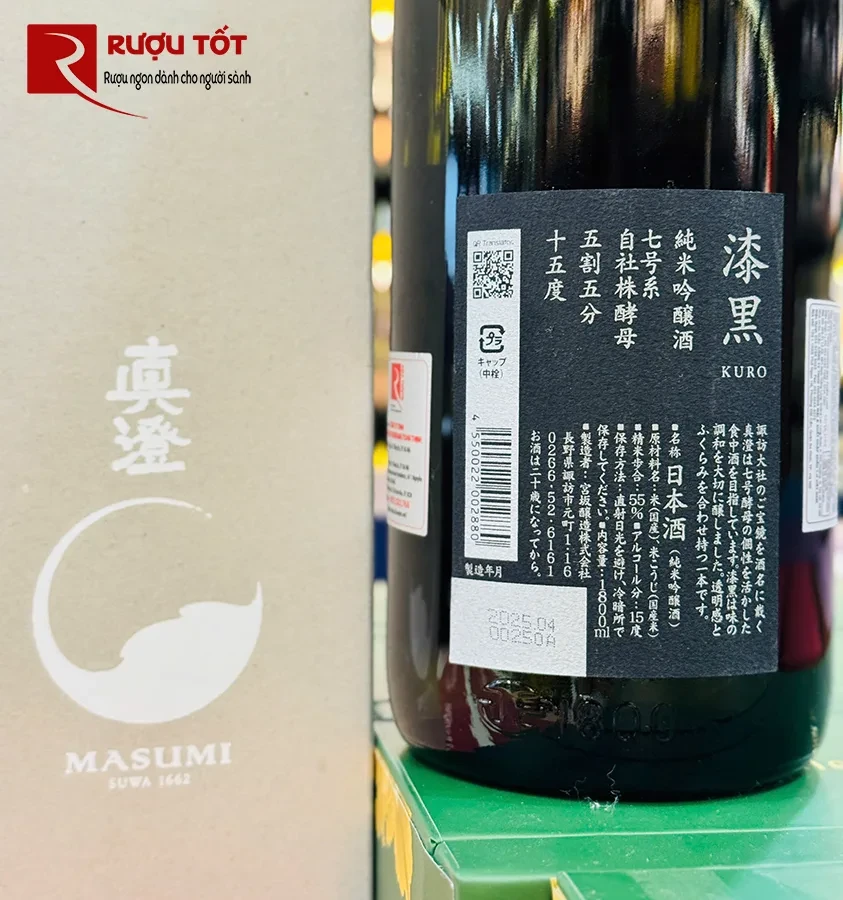 RƯỢU TỐT
Rượu ngon dành cho người sành
眞澄
MASUMI
SUWA 1662
漆黒
KURO
純米吟醸酒
七号系
自社株酵母
五割五分
十五度
QR Translator
プラ
キャップ
(中栓)
4 550022 002880
諏訪大社のご宝鏡を酒名に戴く
真澄は七号酵母の個性を活かした
食中酒を目指しています。漆黒は味の
調和を大切に醸しました。透明感と
ふくらみを合わせ持つ一本です。
■名称 日本酒(純米吟醸酒)
■原材料名:米(国産)米こうじ(国産米)
■精米歩合:55% ■アルコール分:15度
■保存方法:直射日光を避け、冷暗所で
保存してください。■内容量:1800ml
■製造者:宮坂醸造株式会社
長野県諏訪市元町1-16
0266-52-6161
お酒は二十歳になってから。
製造年月
2025.04
00250A
1800